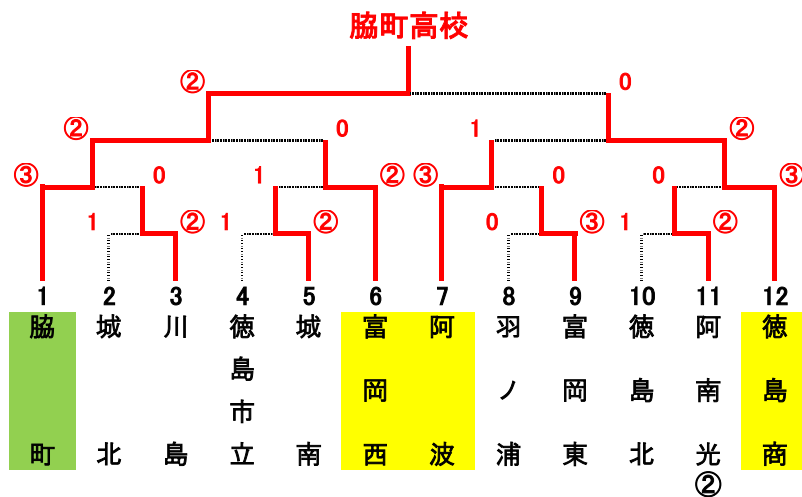 脇町高校
② 0
② 0 1 ②
③ 0 1 ② ③ 0 0 ③
1 ② 1 ② 0 ③ 1 ②
1 2 3 4 5 6 7 8 9 10 11 12
脇町
城北
川島
徳島市立
城南
富岡西
阿波
羽ノ浦
富岡東
徳島北
阿南光②
徳島商